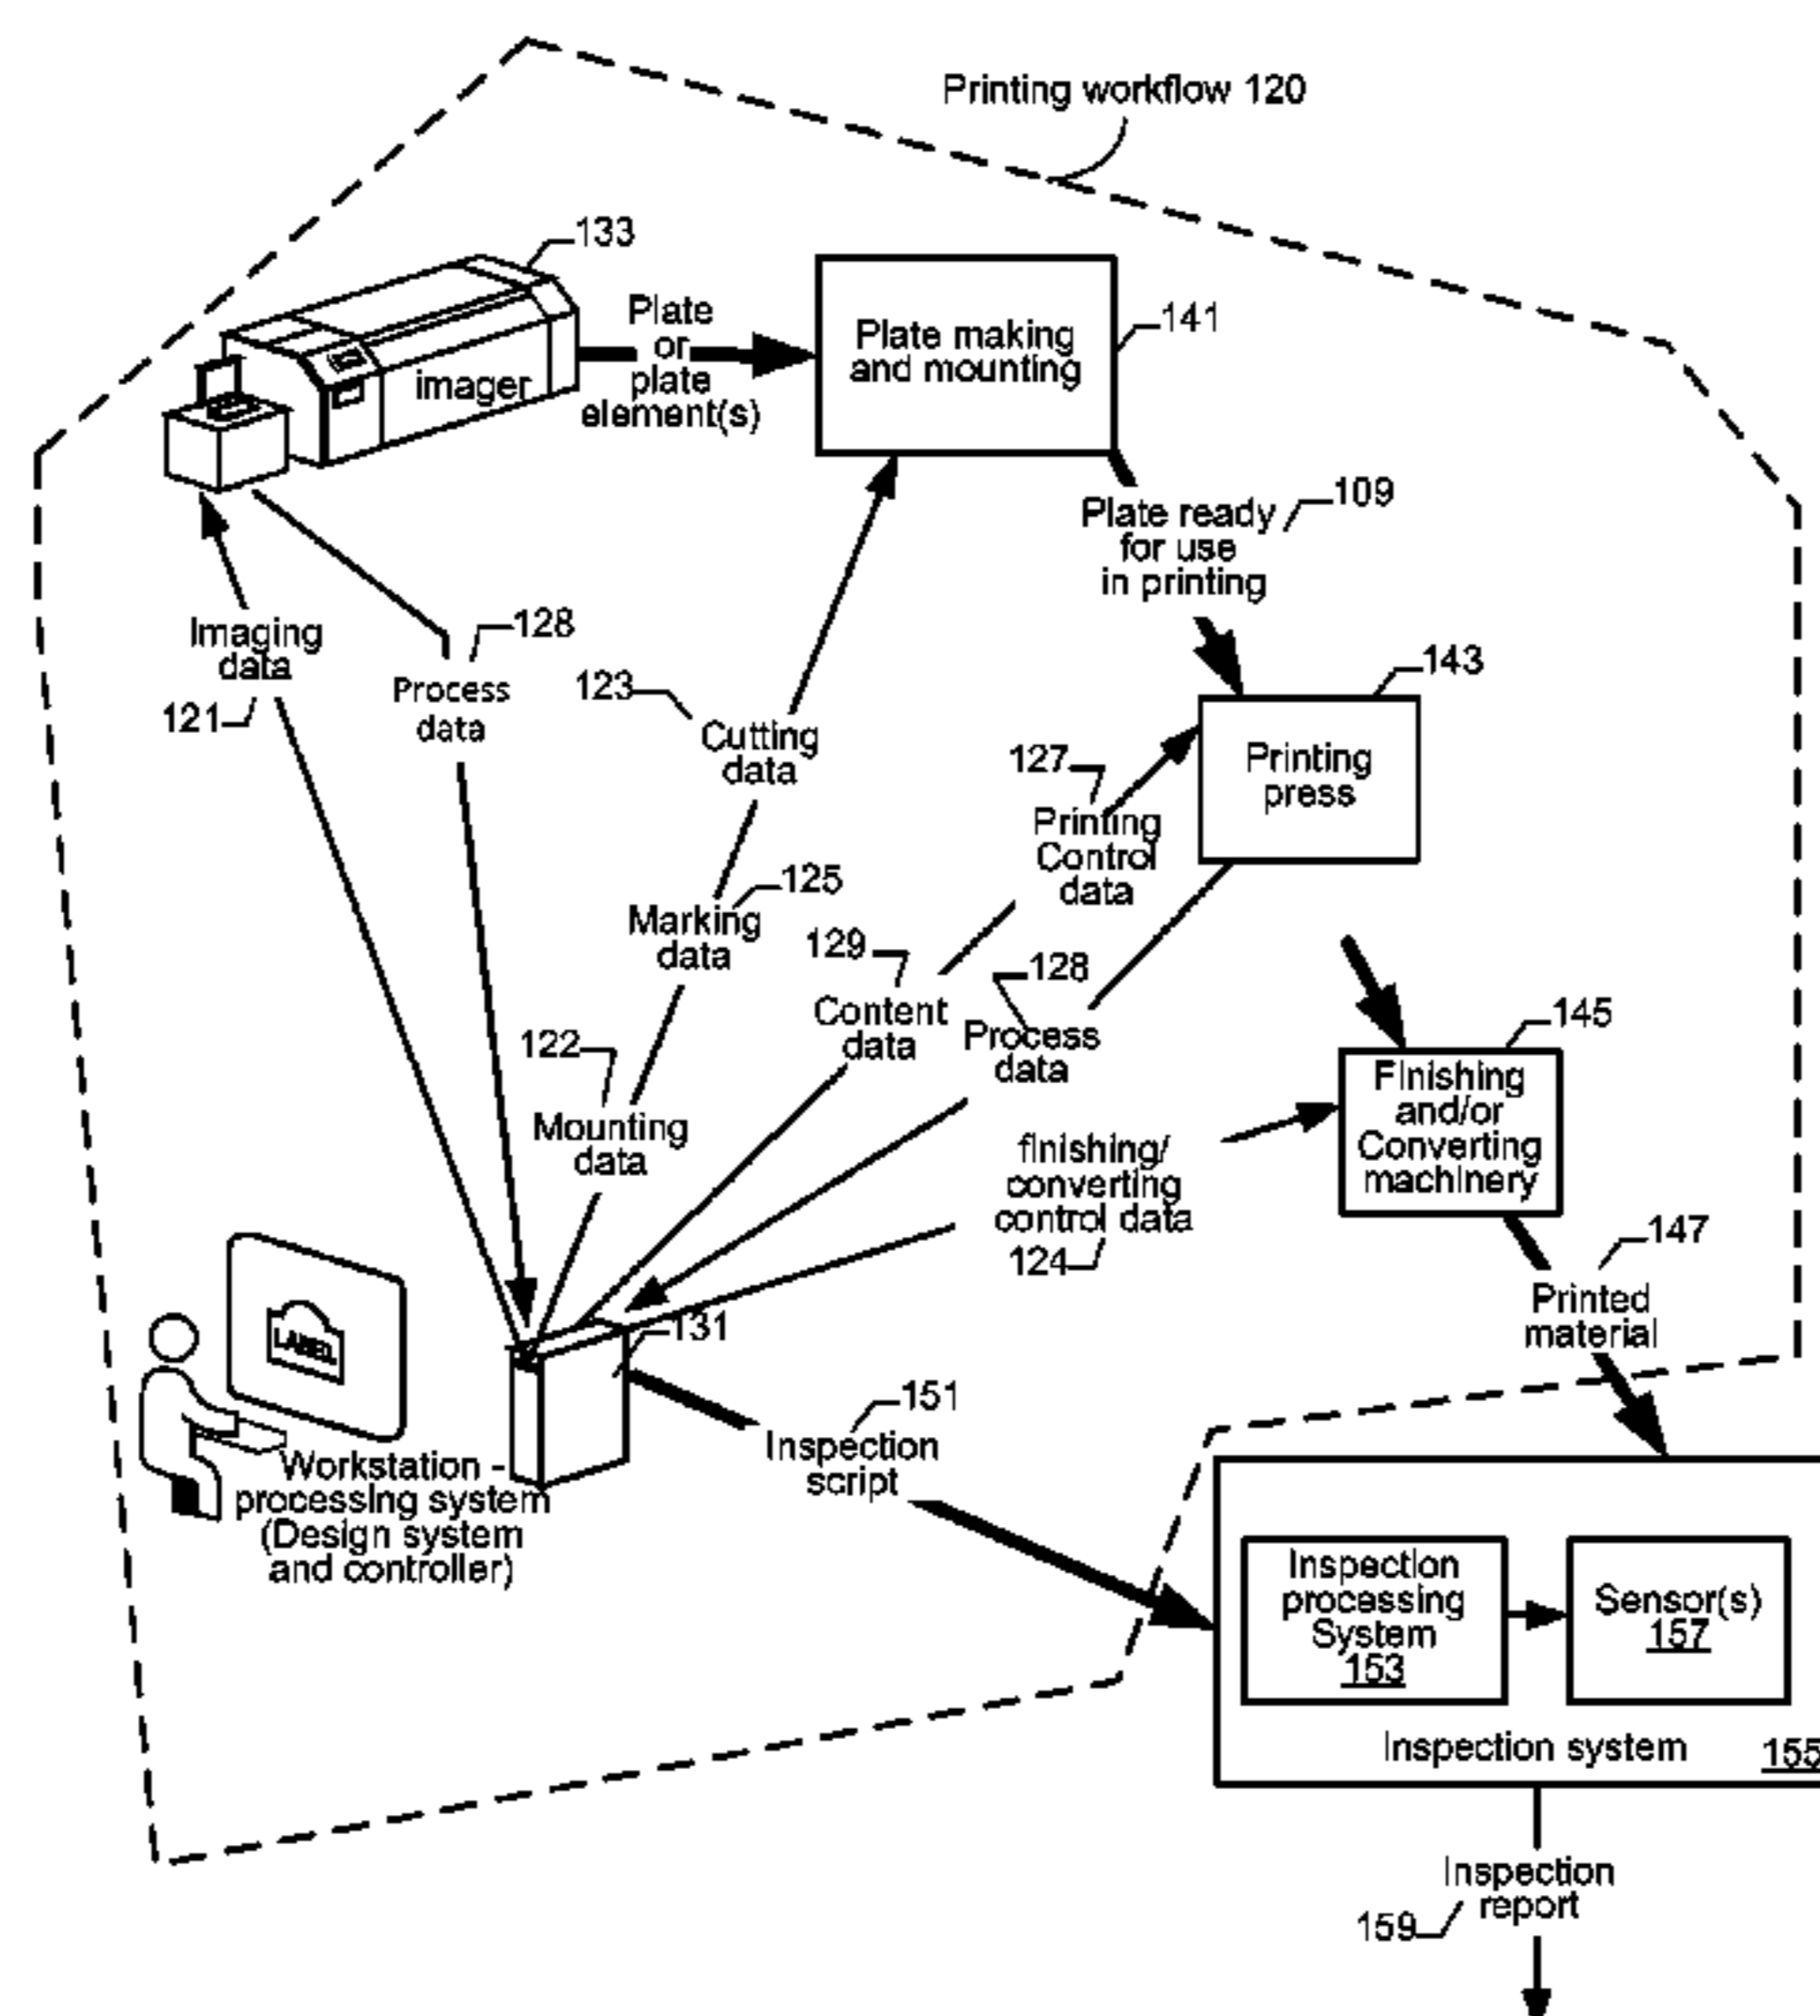 Printing workflow 120
133
Plate
or
plate
element(s)
imager
Plate making
and mounting
141
109
Plate ready
for use
in printing
Imaging
data
121
128
Process
data
123
Cutting
data
143
Printing
press
127
Printing
Control
data
125
Marking
data
129
Content
data
128
Process
data
145
Finishing
and/or
Converting
machinery
122
Mounting
data
finishing/
converting
control data
124
147
Printed
material
131
LABEL
151
Inspection
script
Workstation -
processing system
(Design system
and controller)
Inspection
processing
System
153
Sensor(s)
157
Inspection system
155
Inspection
report
159